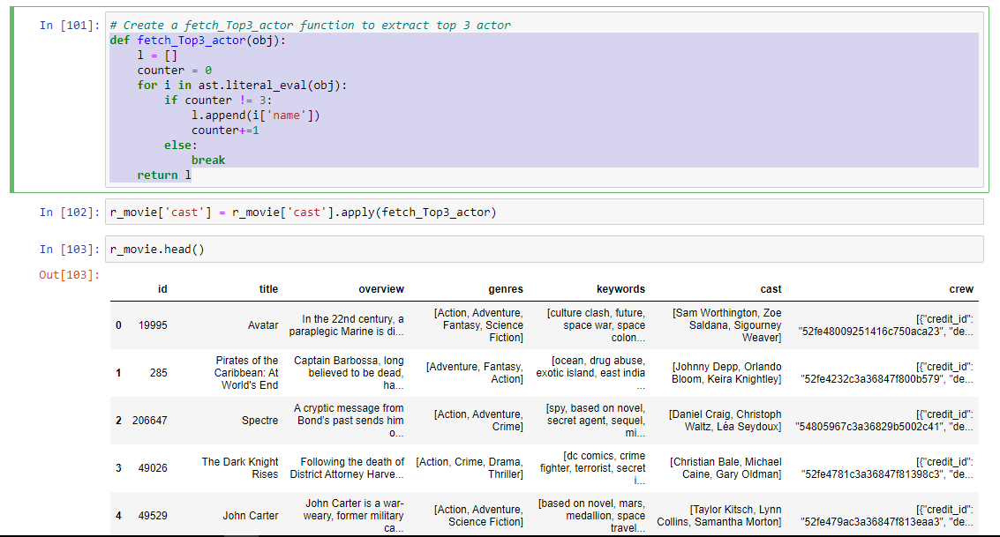 In [101]: # Create a fetch_Top3_actor function to extract top 3 actor
def fetch_Top3_actor(obj):
    l = []
    counter = 0
    for i in ast.literal_eval(obj):
        if counter != 3:
            l.append(i['name'])
            counter+=1
        else:
            break
    return l
In [102]: r_movie['cast'] = r_movie['cast'].apply(fetch_Top3_actor)
In [103]: r_movie.head()
Out[103]:
id title overview genres keywords cast crew
0 19995 Avatar In the 22nd century, a paraplegic Marine is di... [Action, Adventure, Fantasy, Science Fiction] [culture clash, future, space war, space colon... [Sam Worthington, Zoe Saldana, Sigourney Weaver] [{"credit_id": "52fe48009251416c750aca23", "de...
1 285 Pirates of the Caribbean: At World's End Captain Barbossa, long believed to be dead, ha... [Adventure, Fantasy, Action] [ocean, drug abuse, exotic island, east india ... [Johnny Depp, Orlando Bloom, Keira Knightley] [{"credit_id": "52fe4232c3a36847f800b579", "de...
2 206647 Spectre A cryptic message from Bond’s past sends him o... [Action, Adventure, Crime] [spy, based on novel, secret agent, sequel, mi... [Daniel Craig, Christoph Waltz, Léa Seydoux] [{"credit_id": "54805967c3a36829b5002c41", "de...
3 49026 The Dark Knight Rises Following the death of District Attorney Harve... [Action, Crime, Drama, Thriller] [dc comics, crime fighter, terrorist, secret i... [Christian Bale, Michael Caine, Gary Oldman] [{"credit_id": "52fe4781c3a36847f81398c3", "de...
4 49529 John Carter John Carter is a war-weary, former military ca... [Action, Adventure, Science Fiction] [based on novel, mars, medallion, space travel... [Taylor Kitsch, Lynn Collins, Samantha Morton] [{"credit_id": "52fe479ac3a36847f813eaa3", "de...